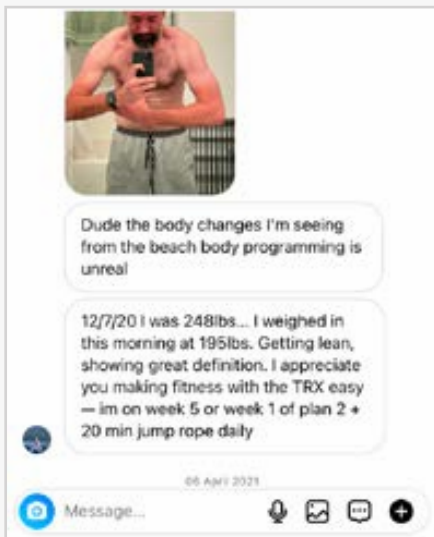 Dude the body changes I'm seeing
from the beach body programming is
unreal
12/7/20 I was 248lbs... I weighed in
this morning at 195lbs. Getting lean,
showing great definition. I appreciate
you making fitness with the TRX easy
— im on week 5 or week 1 of plan 2 +
20 min jump rope daily
06 April 2021
Message...